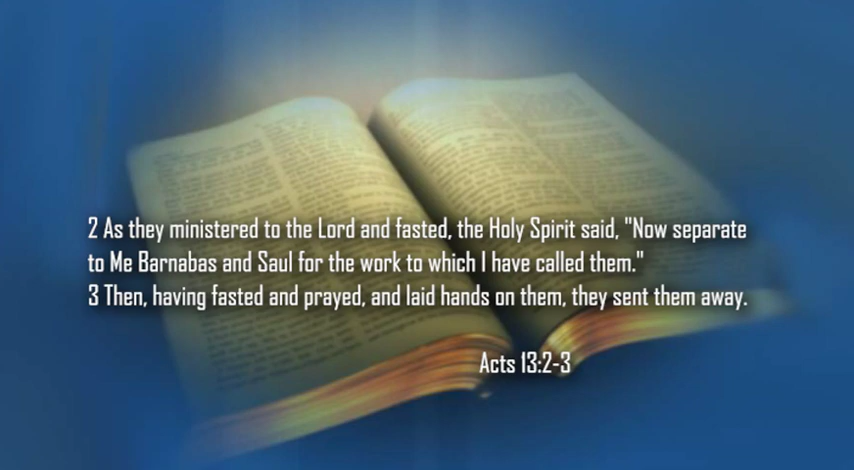 2 As they ministered to the Lord and fasted, the Holy Spirit said, "Now separate
to Me Barnabas and Saul for the work to which I have called them."
3 Then, having fasted and prayed, and laid hands on them, they sent them away.
Acts 13:2-3